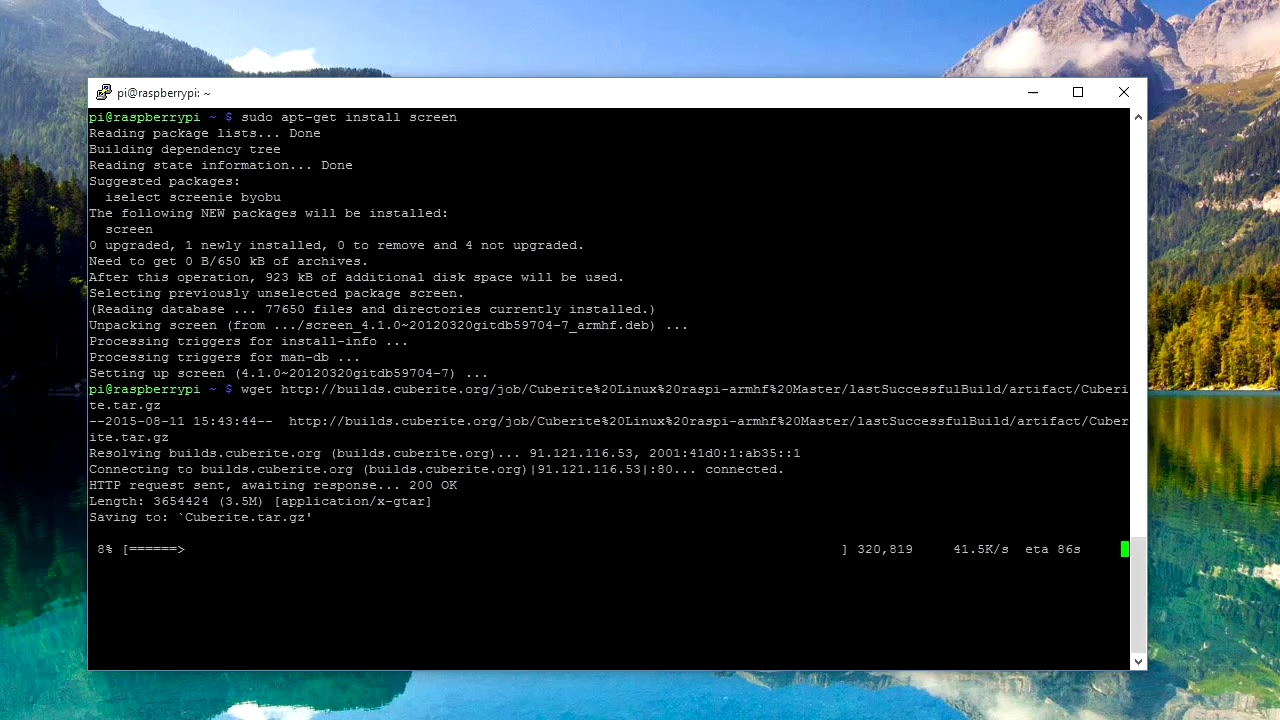 pi@raspberrypi: ~
pi@raspberrypi ~ $ sudo apt-get install screen
Reading package lists... Done
Building dependency tree
Reading state information... Done
Suggested packages:
  iselect screenie byobu
The following NEW packages will be installed:
  screen
0 upgraded, 1 newly installed, 0 to remove and 4 not upgraded.
Need to get 0 B/650 kB of archives.
After this operation, 923 kB of additional disk space will be used.
Selecting previously unselected package screen.
(Reading database ... 77650 files and directories currently installed.)
Unpacking screen (from .../screen_4.1.0~20120320gitdb59704-7_armhf.deb) ...
Processing triggers for install-info ...
Processing triggers for man-db ...
Setting up screen (4.1.0~20120320gitdb59704-7) ...
pi@raspberrypi ~ $ wget http://builds.cuberite.org/job/Cuberite%20Linux%20raspi-armhf%20Master/lastSuccessfulBuild/artifact/Cuberi
te.tar.gz
--2015-08-11 15:43:44--  http://builds.cuberite.org/job/Cuberite%20Linux%20raspi-armhf%20Master/lastSuccessfulBuild/artifact/Cuber
ite.tar.gz
Resolving builds.cuberite.org (builds.cuberite.org)... 91.121.116.53, 2001:41d0:1:ab35::1
Connecting to builds.cuberite.org (builds.cuberite.org)|91.121.116.53|:80... connected.
HTTP request sent, awaiting response... 200 OK
Length: 3654424 (3.5M) [application/x-gtar]
Saving to: `Cuberite.tar.gz'
 8% [======>                                                                                  ] 320,819     41.5K/s  eta 86s